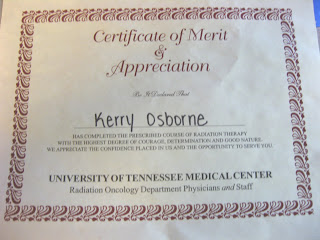 Certificate of Merit
&
Appreciation
Be It Declared That
Kerry Osborne
HAS COMPLETED THE PRESCRIBED COURSE OF RADIATION THERAPY
WITH THE HIGHEST DEGREE OF COURAGE, DETERMINATION AND GOOD NATURE.
WE APPRECIATE THE CONFIDENCE PLACED IN US AND THE OPPORTUNITY TO SERVE YOU.
UNIVERSITY OF TENNESSEE MEDICAL CENTER
Radiation Oncology Department Physicians and Staff